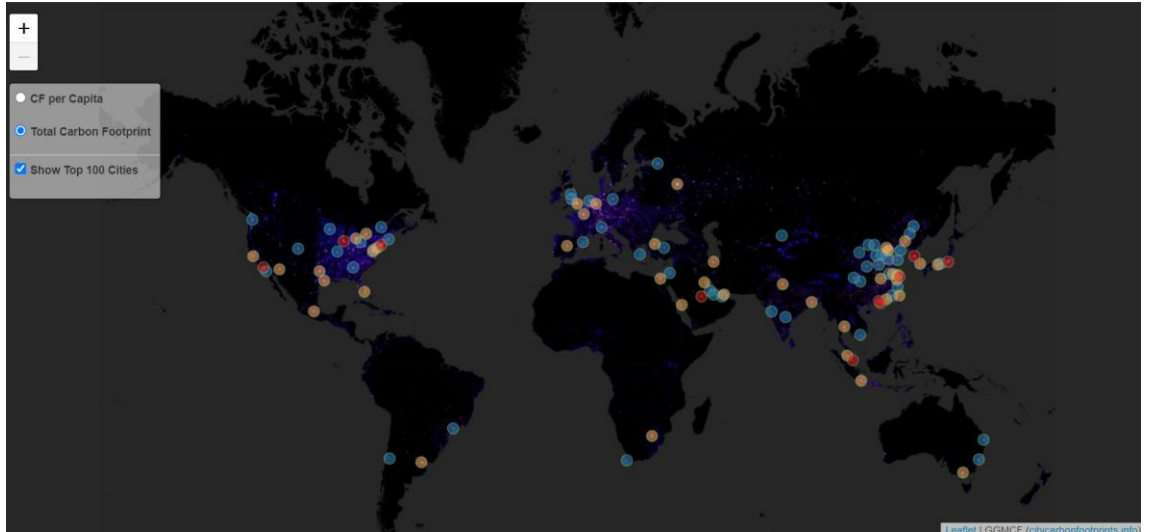 +
−
CF per Capita
Total Carbon Footprint
Show Top 100 Cities
Leaflet | GGMCF (citycarbonfootprints.info)